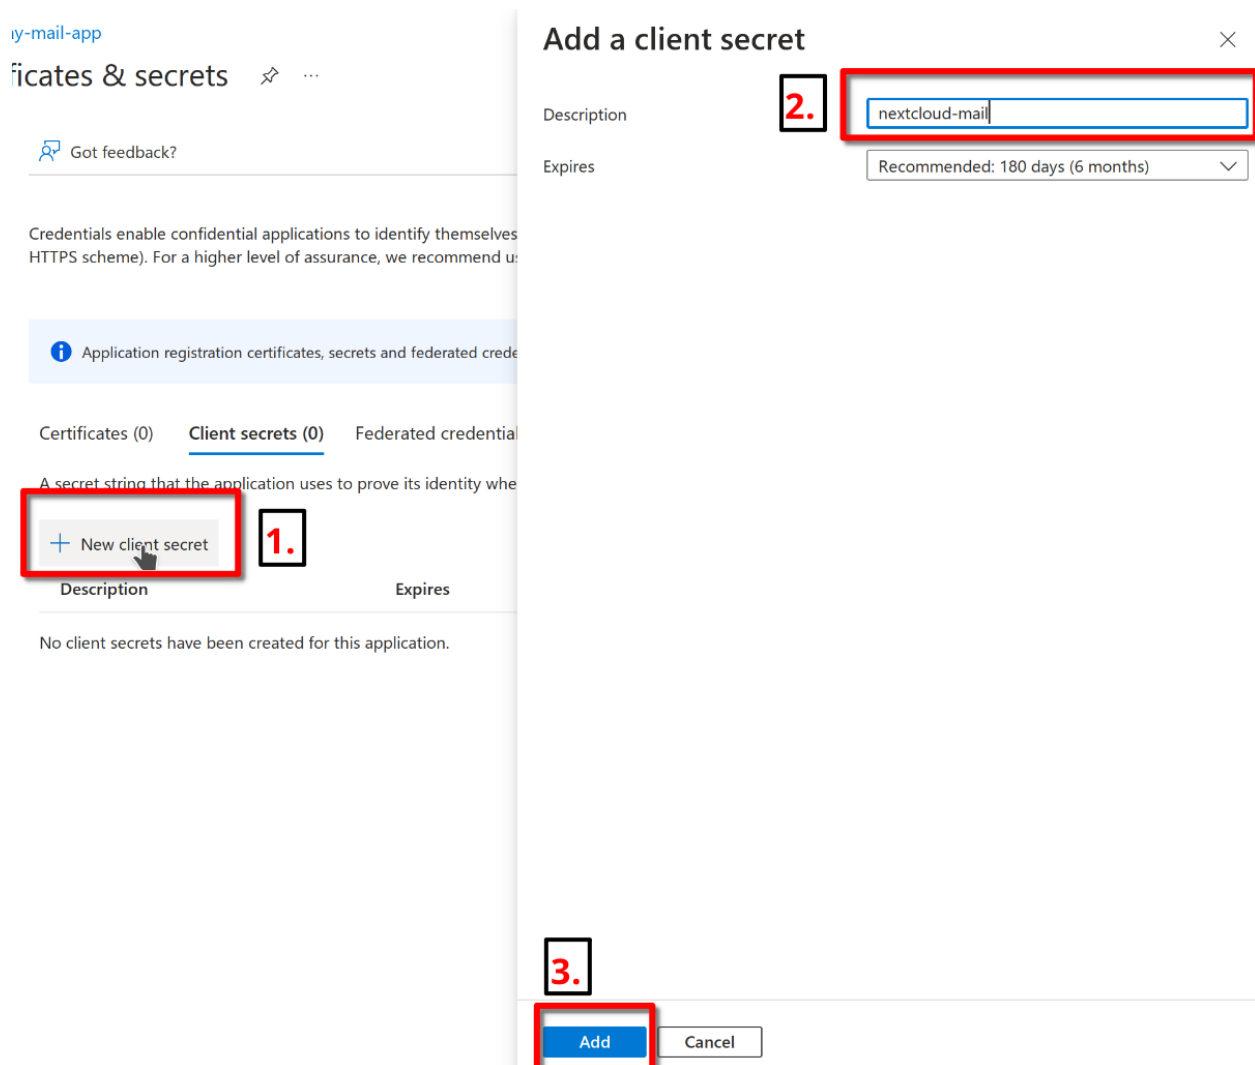 y-mail-app
ficates & secrets
Got feedback?
Credentials enable confidential applications to identify themselves
HTTPS scheme). For a higher level of assurance, we recommend u
Application registration certificates, secrets and federated crede
Certificates (0)
Client secrets (0)
Federated credential
A secret string that the application uses to prove its identity whe
New client secret
1.
Description
Expires
No client secrets have been created for this application.
Add a client secret
Description
2.
nextcloud-mail
Expires
Recommended: 180 days (6 months)
3.
Add
Cancel